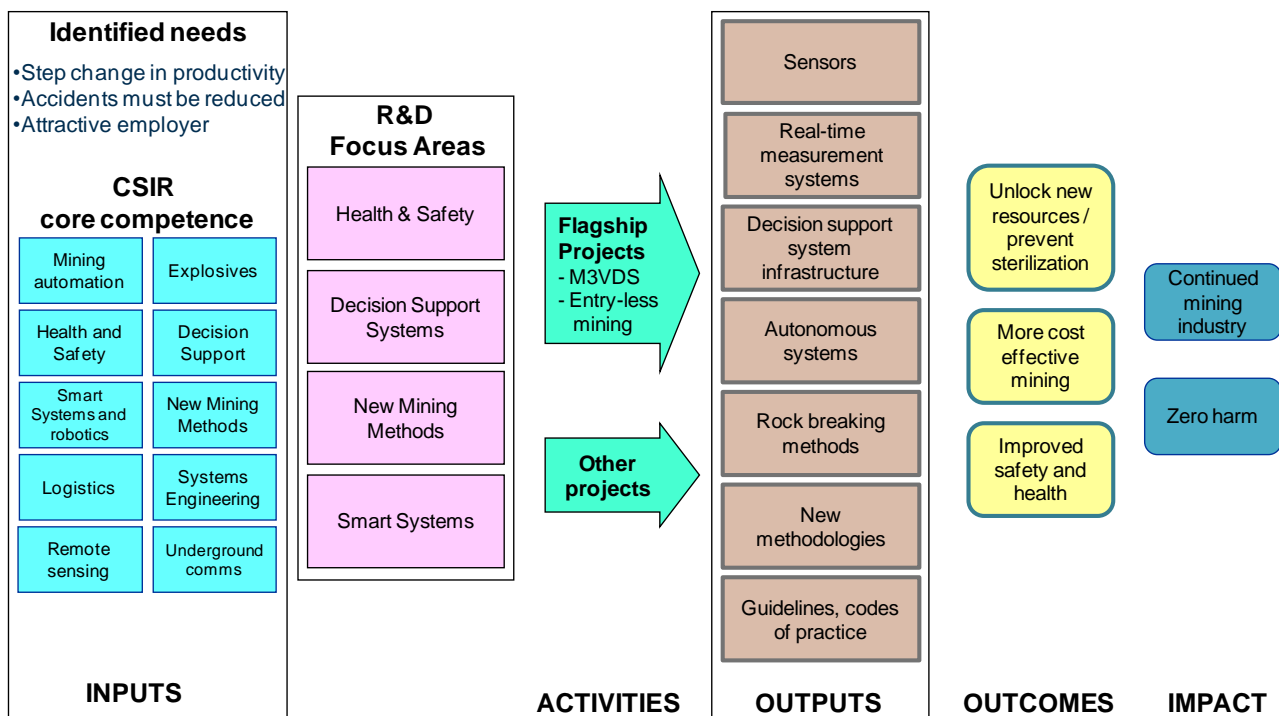 Identified needs
•Step change in productivity
•Accidents must be reduced
•Attractive employer
CSIR
core competence
Mining
automation
Explosives
Health and
Safety
Decision
Support
Smart
Systems and
robotics
New Mining
Methods
Logistics
Systems
Engineering
Remote
sensing
Underground
comms
INPUTS
R&D
Focus Areas
Health & Safety
Decision Support
Systems
New Mining
Methods
Smart Systems
Flagship
Projects
- M3VDS
- Entry-less
mining
Other
projects
ACTIVITIES
Sensors
Real-time
measurement
systems
Decision support
system
infrastructure
Autonomous
systems
Rock breaking
methods
New
methodologies
Guidelines, codes
of practice
OUTPUTS
Unlock new
resources /
prevent
sterilization
More cost
effective
mining
Improved
safety and
health
OUTCOMES
Continued
mining
industry
Zero harm
IMPACT